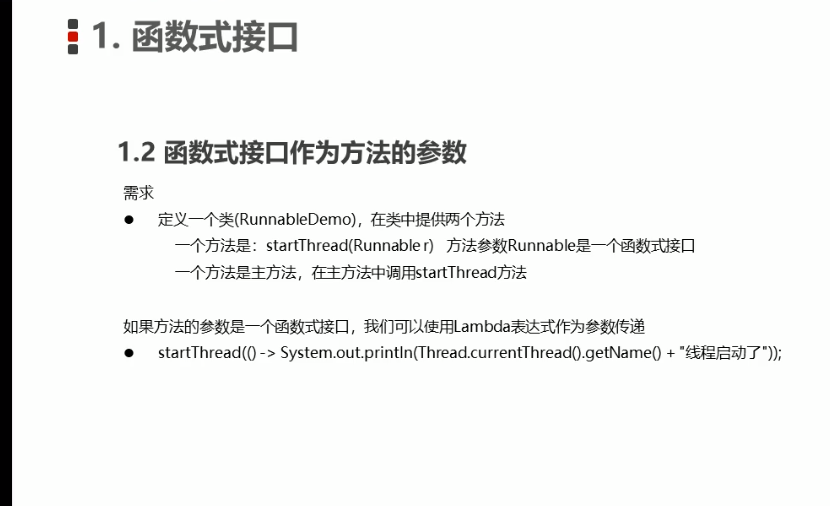 1. 函数式接口
1.2 函数式接口作为方法的参数
需求
● 定义一个类(RunnableDemo)，在类中提供两个方法
一个方法是：startThread(Runnable r) 方法参数Runnable是一个函数式接口
一个方法是主方法，在主方法中调用startThread方法
如果方法的参数是一个函数式接口，我们可以使用Lambda表达式作为参数传递
● startThread(() -> System.out.println(Thread.currentThread().getName() + "线程启动了"));